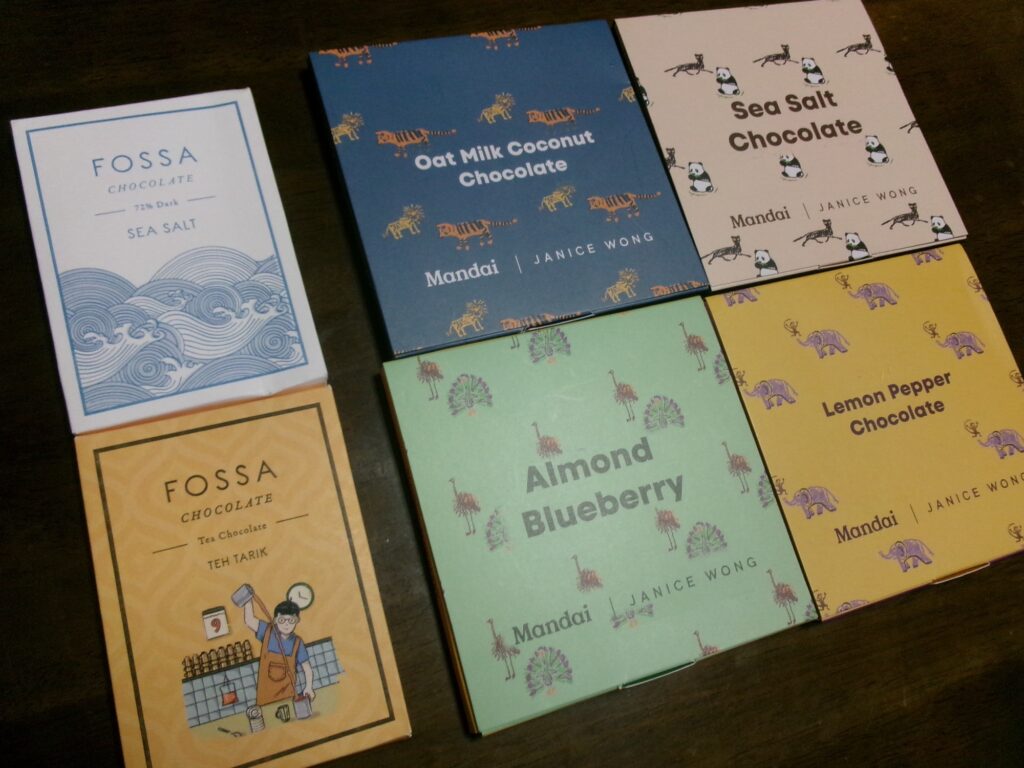 FOSSA
CHOCOLATE
72% Dark
SEA SALT
Oat Milk Coconut
Chocolate
Mandai | JANICE WONG
Sea Salt
Chocolate
Mandai | JANICE WONG
FOSSA
CHOCOLATE
Tea Chocolate
TEH TARIK
9
Almond
Blueberry
Mandai | JANICE WONG
Lemon Pepper
Chocolate
Mandai | JANICE WONG